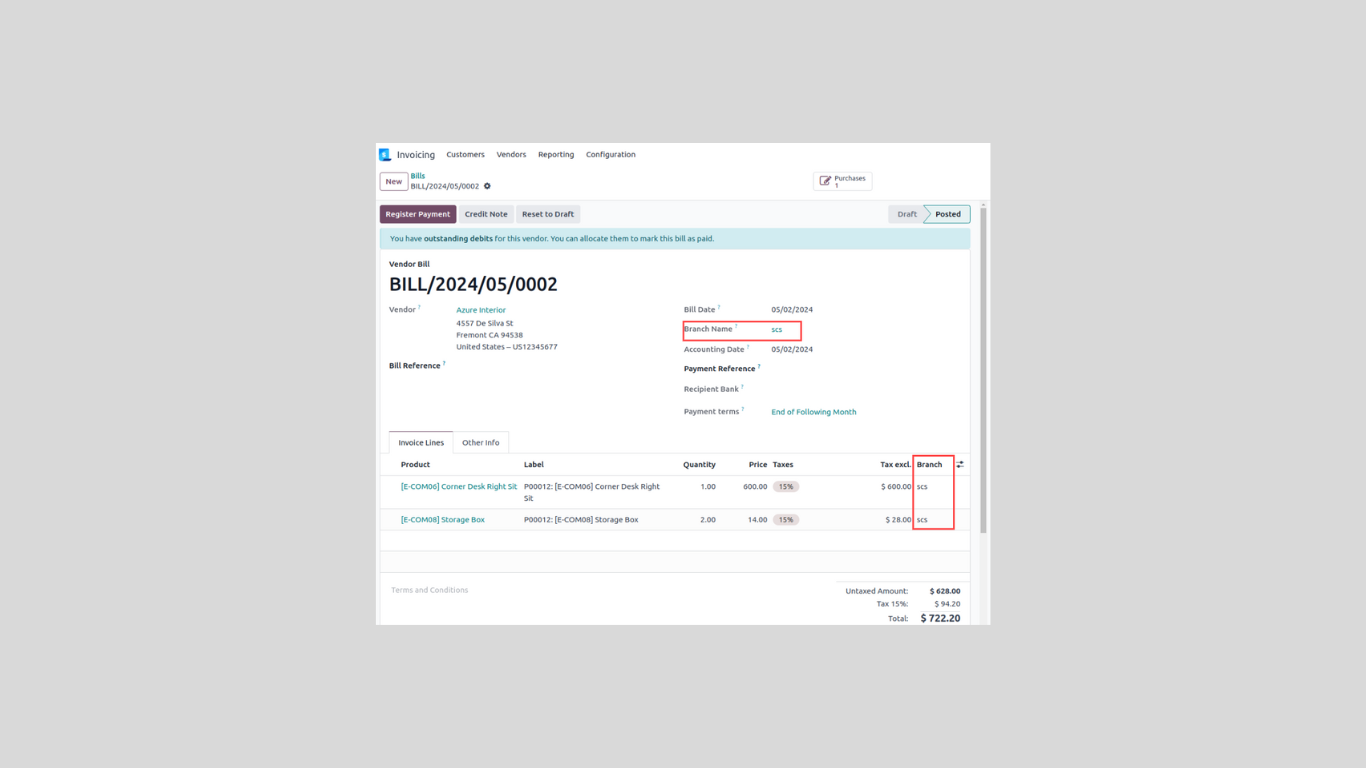 Invoicing Customers Vendors Reporting Configuration
New
Bills
BILL/2024/05/0002
Purchases
1
Register Payment Credit Note Reset to Draft Draft Posted
You have outstanding debits for this vendor. You can allocate them to mark this bill as paid.
Vendor Bill
BILL/2024/05/0002
Vendor ? Azure Interior
4557 De Silva St
Fremont CA 94538
United States – US12345677
Bill Reference ?
Bill Date ? 05/02/2024
Branch Name ? scs
Accounting Date ? 05/02/2024
Payment Reference ?
Recipient Bank ?
Payment terms ? End of Following Month
Invoice Lines Other Info
Product Label Quantity Price Taxes Tax excl. Branch
[E-COM06] Corner Desk Right Sit P00012: [E-COM06] Corner Desk Right 1.00 600.00 15% $ 600.00 scs
Sit
[E-COM08] Storage Box P00012: [E-COM08] Storage Box 2.00 14.00 15% $ 28.00 scs
Terms and Conditions
Untaxed Amount: $ 628.00
Tax 15%: $ 94.20
Total: $ 722.20